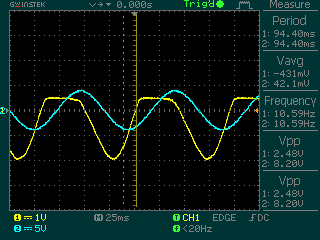 GWINSTEK 0.000s Trig'd Measure
Period
1: 94.40ms
2: 94.40ms
Vavg
1: -431mV
2: 42.1mV
Frequency
1: 10.59Hz
2: 10.59Hz
Vpp
1: 2.48V
2: 8.20V
Vpp
1: 2.48V
2: 8.20V
1 1V M 25ms T CH1 EDGE DC
2 5V f <20Hz